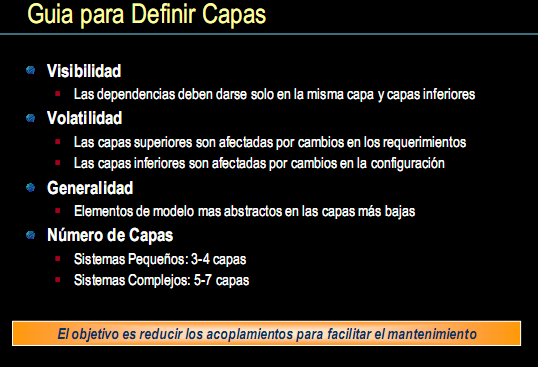 Guia para Definir Capas
Visibilidad
Las dependencias deben darse solo en la misma capa y capas inferiores
Volatilidad
Las capas superiores son afectadas por cambios en los requerimientos
Las capas inferiores son afectadas por cambios en la configuración
Generalidad
Elementos de modelo mas abstractos en las capas más bajas
Número de Capas
Sistemas Pequeños: 3-4 capas
Sistemas Complejos: 5-7 capas
El objetivo es reducir los acoplamientos para facilitar el mantenimiento